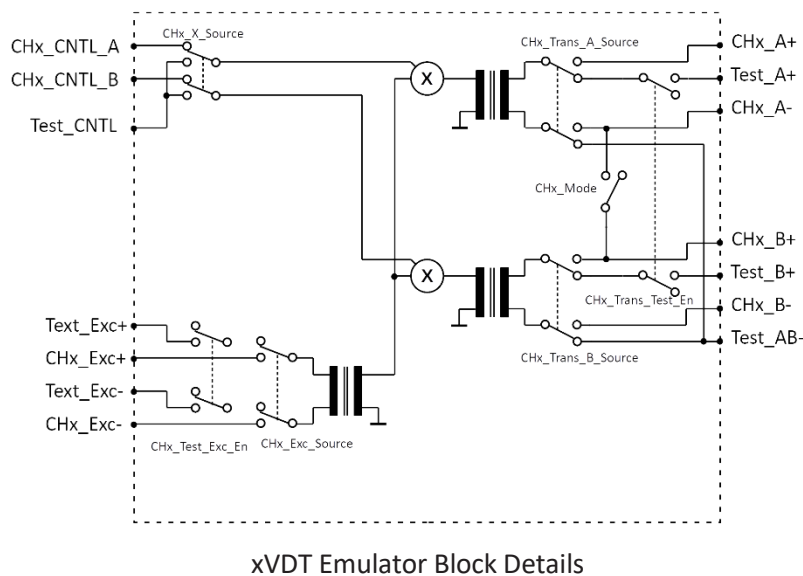 CHx_X_Source
CHx_CNTL_A
CHx_CNTL_B
Test_CNTL
X
CHx_Trans_A_Source
CHx_A+
Test_A+
CHx_A-
CHx_Mode
X
CHx_B+
Test_B+
CHx_Trans_Test_En
CHx_B-
CHx_Trans_B_Source
Test_AB-
Text_Exc+
CHx_Exc+
Text_Exc-
CHx_Exc-
CHx_Test_Exc_En
CHx_Exc_Source
xVDT Emulator Block Details